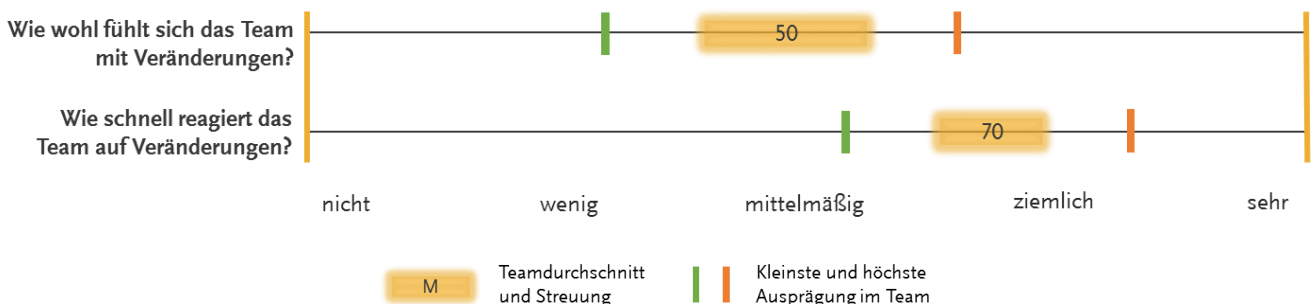 Wie wohl fühlt sich das Team
mit Veränderungen?
50
Wie schnell reagiert das
Team auf Veränderungen?
70
nicht
wenig
mittelmäßig
ziemlich
sehr
M
Teamdurchschnitt
und Streuung
Kleinste und höchste
Ausprägung im Team